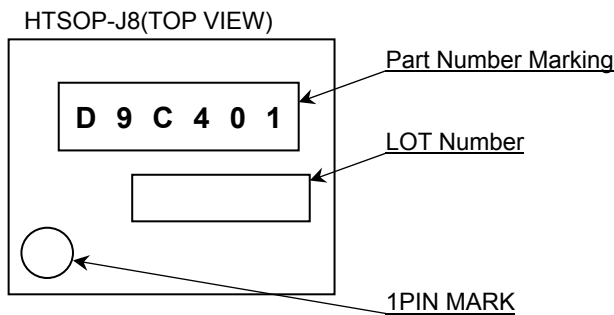 HTSOP-J8(TOP VIEW)
Part Number Marking
D 9 C 4 0 1
LOT Number
1PIN MARK